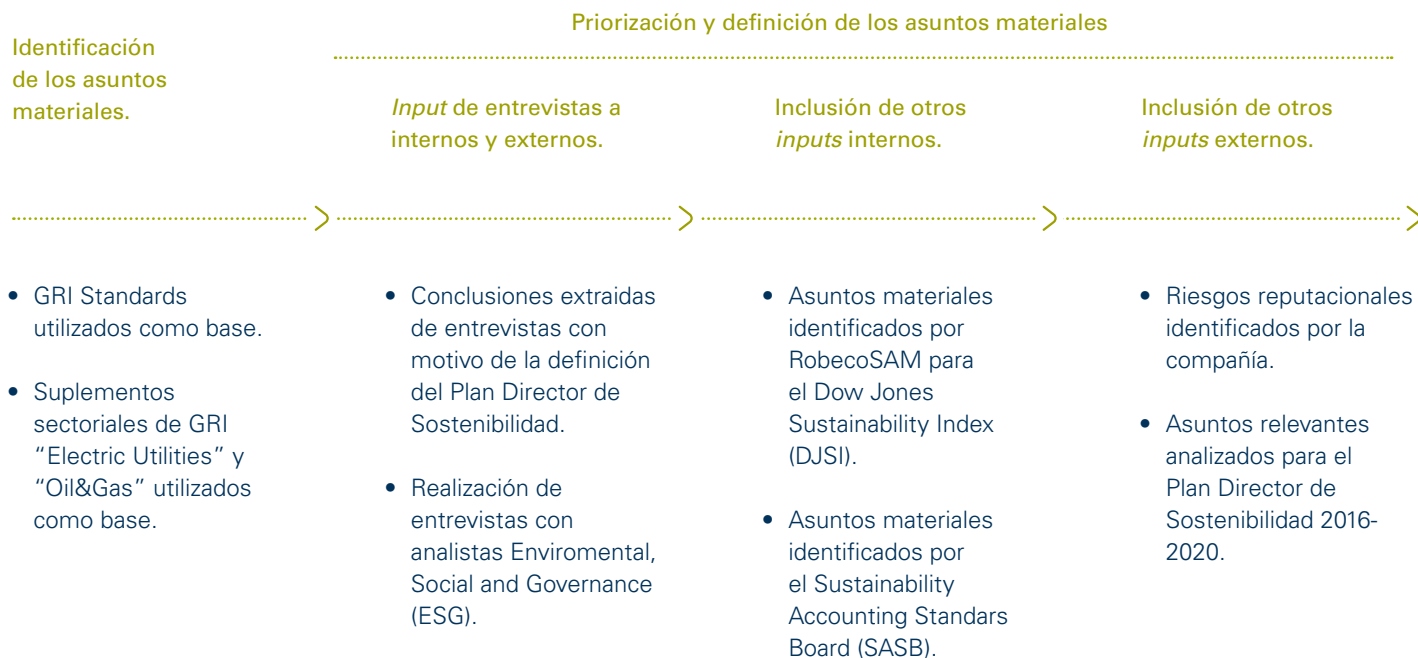 Identificación
de los asuntos
materiales.
Priorización y definición de los asuntos materiales
Input de entrevistas a
internos y externos.
Inclusión de otros
inputs internos.
Inclusión de otros
inputs externos.
• GRI Standards
utilizados como base.
• Suplementos
sectoriales de GRI
“Electric Utilities” y
“Oil&Gas” utilizados
como base.
• Conclusiones extraidas
de entrevistas con
motivo de la definición
del Plan Director de
Sostenibilidad.
• Realización de
entrevistas con
analistas Enviromental,
Social and Governance
(ESG).
• Asuntos materiales
identificados por
RobecoSAM para
el Dow Jones
Sustainability Index
(DJSI).
• Asuntos materiales
identificados por
el Sustainability
Accounting Standars
Board (SASB).
• Riesgos reputacionales
identificados por la
compañía.
• Asuntos relevantes
analizados para el
Plan Director de
Sostenibilidad 2016-
2020.